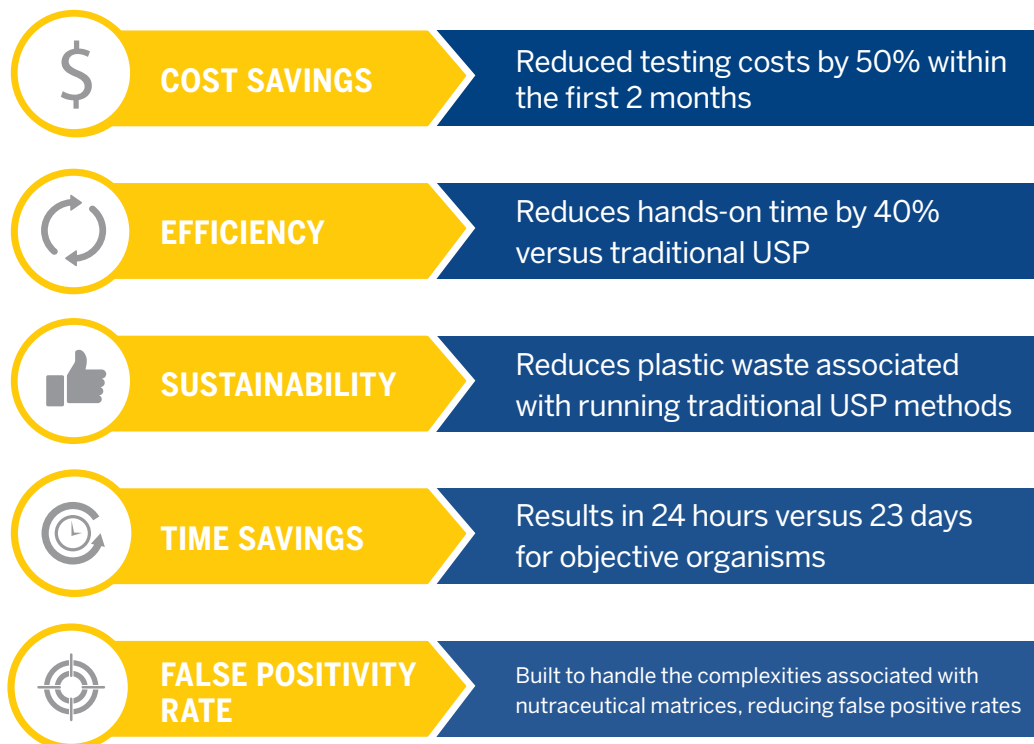 $
COST SAVINGS
Reduced testing costs by 50% within
the first 2 months
EFFICIENCY
Reduces hands-on time by 40%
versus traditional USP
SUSTAINABILITY
Reduces plastic waste associated
with running traditional USP methods
TIME SAVINGS
Results in 24 hours versus 23 days
for objective organisms
FALSE POSITIVITY
RATE
Built to handle the complexities associated with
nutraceutical matrices, reducing false positive rates